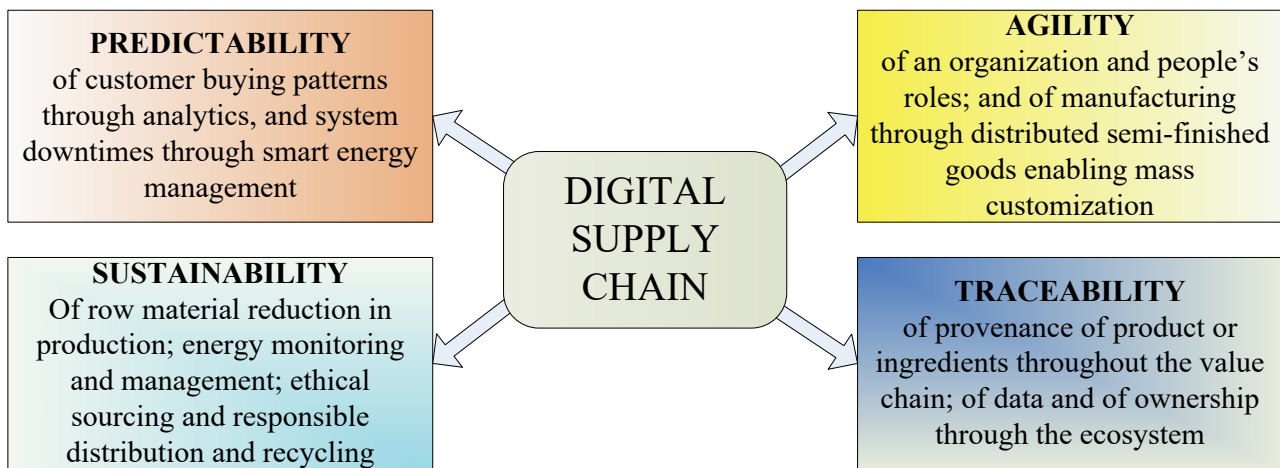 PREDICTABILITY
of customer buying patterns
through analytics, and system
downtimes through smart energy
management
AGILITY
of an organization and people's
roles; and of manufacturing
through distributed semi-finished
goods enabling mass
customization
DIGITAL
SUPPLY
CHAIN
SUSTAINABILITY
Of row material reduction in
production; energy monitoring
and management; ethical
sourcing and responsible
distribution and recycling
TRACEABILITY
of provenance of product or
ingredients throughout the value
chain; of data and of ownership
through the ecosystem